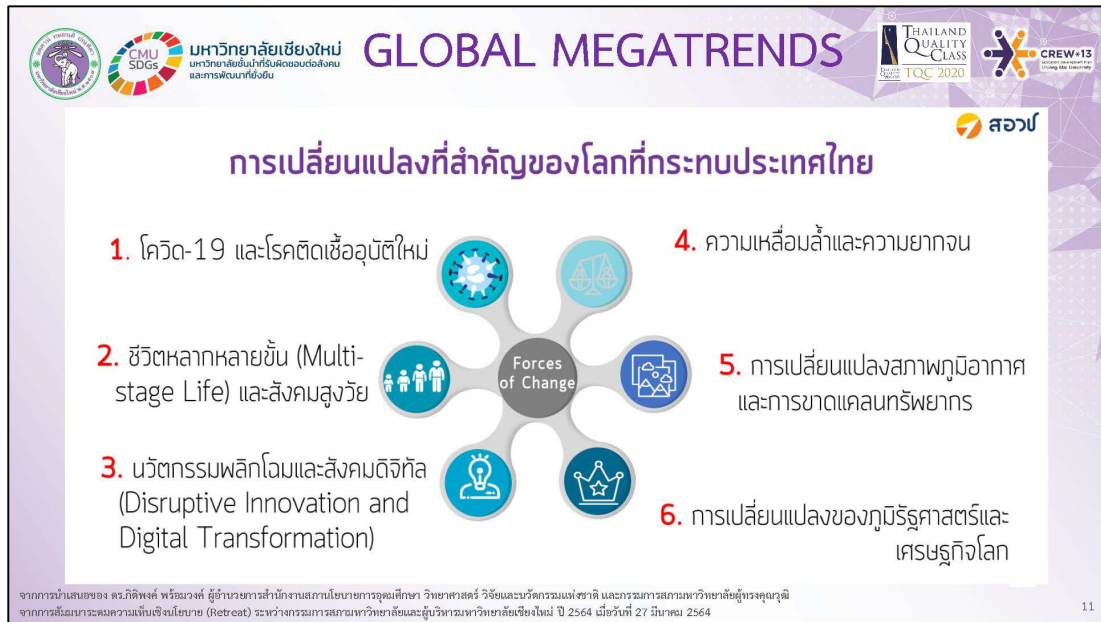 CMU
SDGs
มหาวิทยาลัยเชียงใหม่
มหาวิทยาลัยชั้นนำที่รับผิดชอบต่อสังคม
และการพัฒนาที่ยั่งยืน
GLOBAL MEGATRENDS
THAILAND
QUALITY
CLASS
TQC 2020
CREW•13
Chiang Mai University
สอวช
การเปลี่ยนแปลงที่สำคัญของโลกที่กระทบประเทศไทย
1. โควิด-19 และโรคติดเชื้ออุบัติใหม่
2. ชีวิตหลากหลายขั้น (Multi-
stage Life) และสังคมสูงวัย
3. นวัตกรรมพลิกโฉมและสังคมดิจิทัล
(Disruptive Innovation and
Digital Transformation)
Forces
of Change
4. ความเหลื่อมล้ำและความยากจน
5. การเปลี่ยนแปลงสภาพภูมิอากาศ
และการขาดแคลนทรัพยากร
6. การเปลี่ยนแปลงของภูมิรัฐศาสตร์และ
เศรษฐกิจโลก
จากการนำเสนอของ ดร.กิติพงค์ พร้อมวงค์ ผู้อำนวยการสำนักงานสภานโยบายการอุดมศึกษา วิทยาศาสตร์ วิจัยและนวัตกรรมแห่งชาติ และกรรมการสภามหาวิทยาลัยผู้ทรงคุณวุฒิ
จากการสัมมนาระดมความเห็นเชิงนโยบาย (Retreat) ระหว่างกรรมการสภามหาวิทยาลัยและผู้บริหารมหาวิทยาลัยเชียงใหม่ ปี 2564 เมื่อวันที่ 27 มีนาคม 2564
11